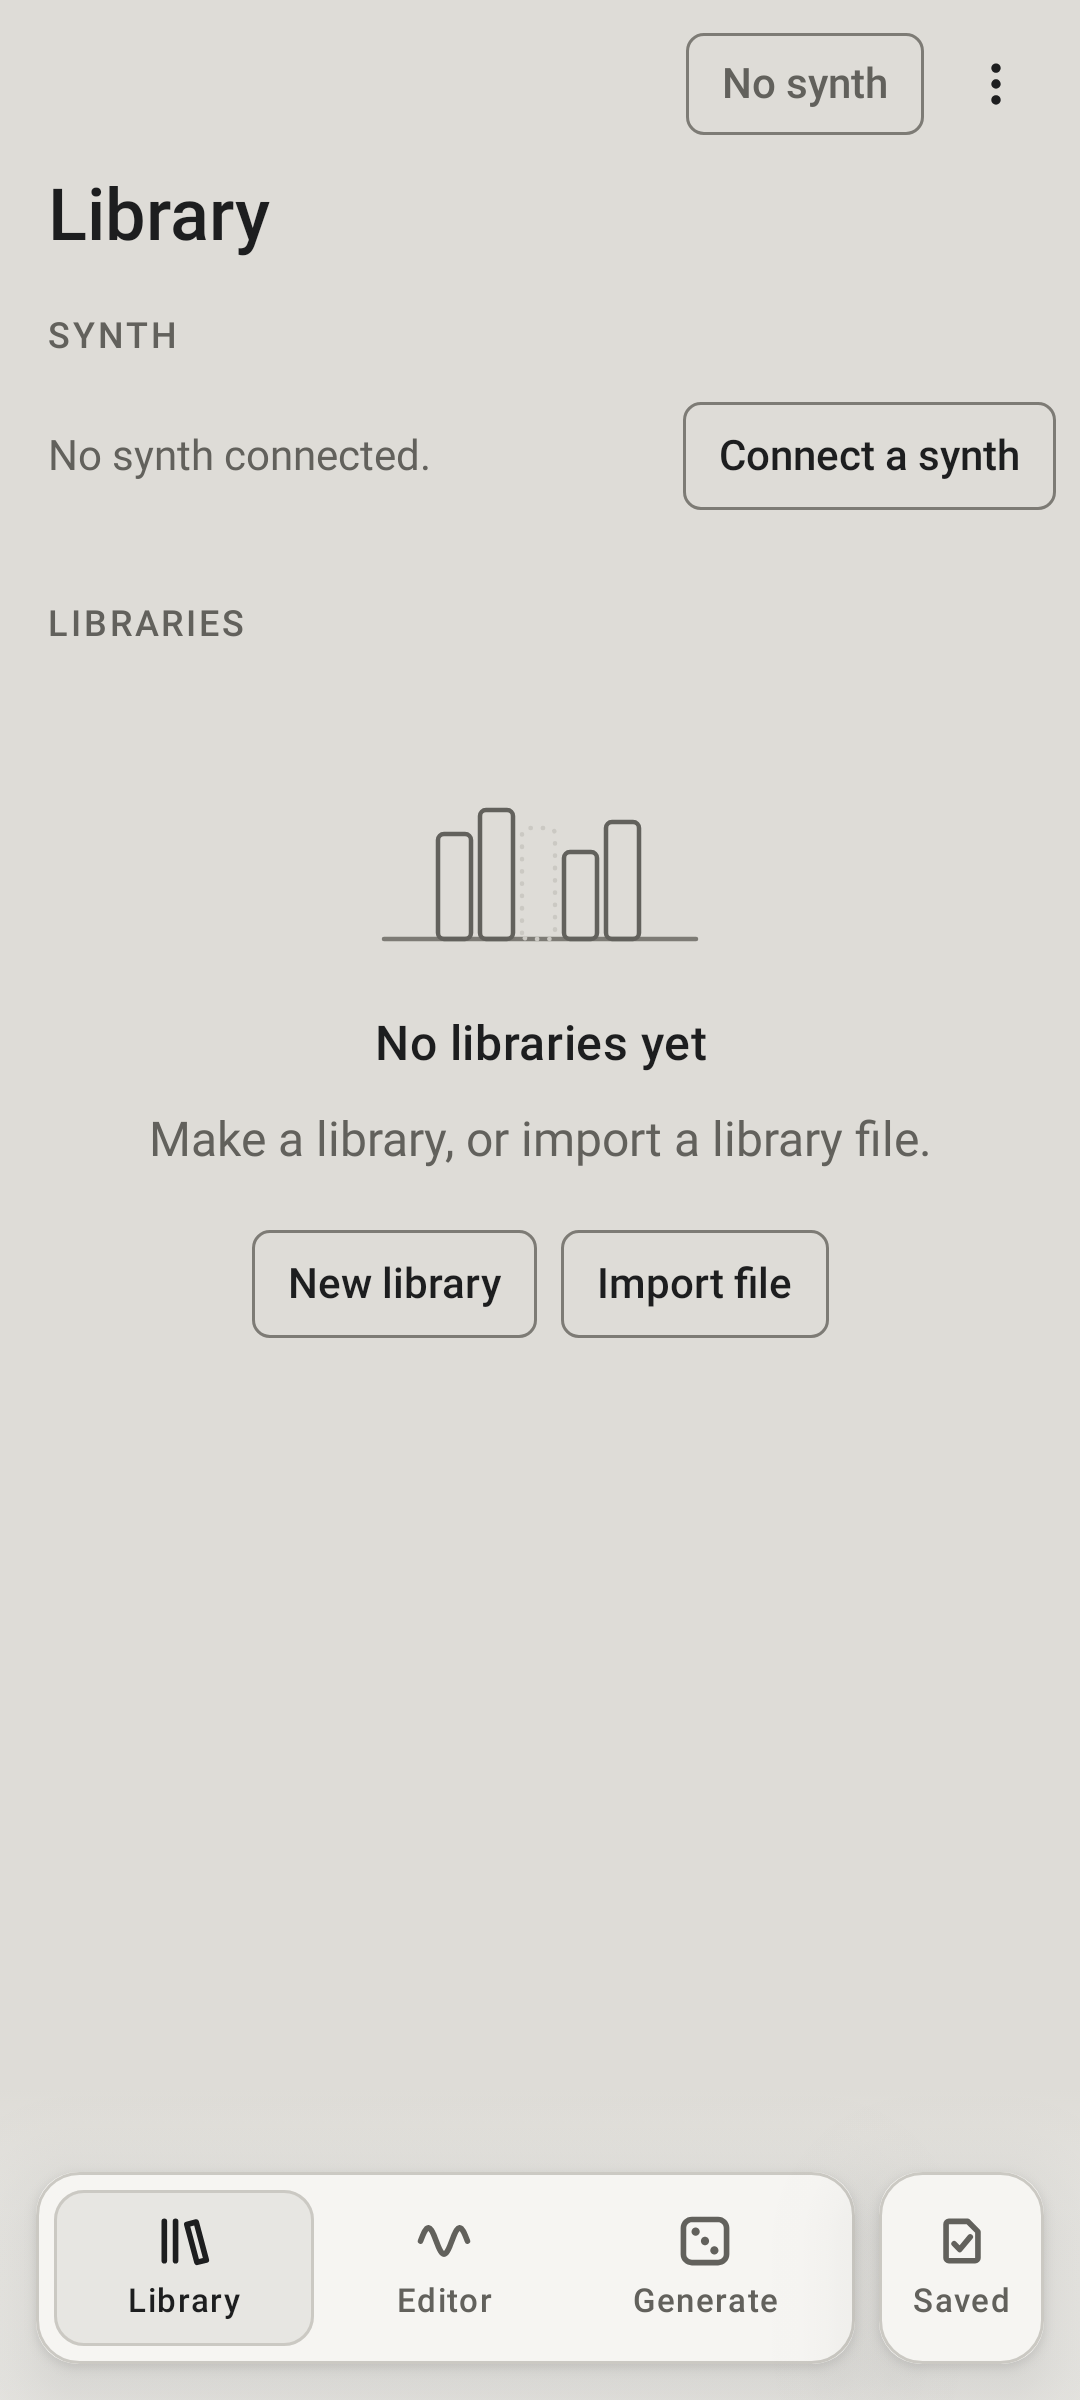 No synth
Library
SYNTH
No synth connected.
Connect a synth
LIBRARIES
No libraries yet
Make a library, or import a library file.
New library
Import file
Library
Editor
Generate
Saved